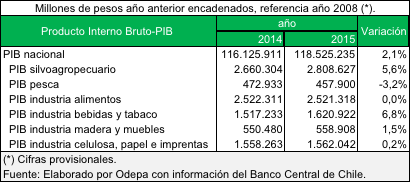 Millones de pesos año anterior encadenados, referencia año 2008 (*).
Producto Interno Bruto-PIB año Variación
2014 2015
PIB nacional 116.125.911 118.525.235 2,1%
PIB silvoagropecuario 2.660.304 2.808.627 5,6%
PIB pesca 472.933 457.900 -3,2%
PIB industria alimentos 2.522.311 2.521.318 0,0%
PIB industria bebidas y tabaco 1.517.233 1.620.922 6,8%
PIB industria madera y muebles 550.480 558.908 1,5%
PIB industria celulosa, papel e imprentas 1.558.263 1.562.042 0,2%
(*) Cifras provisionales.
Fuente: Elaborado por Odepa con información del Banco Central de Chile.